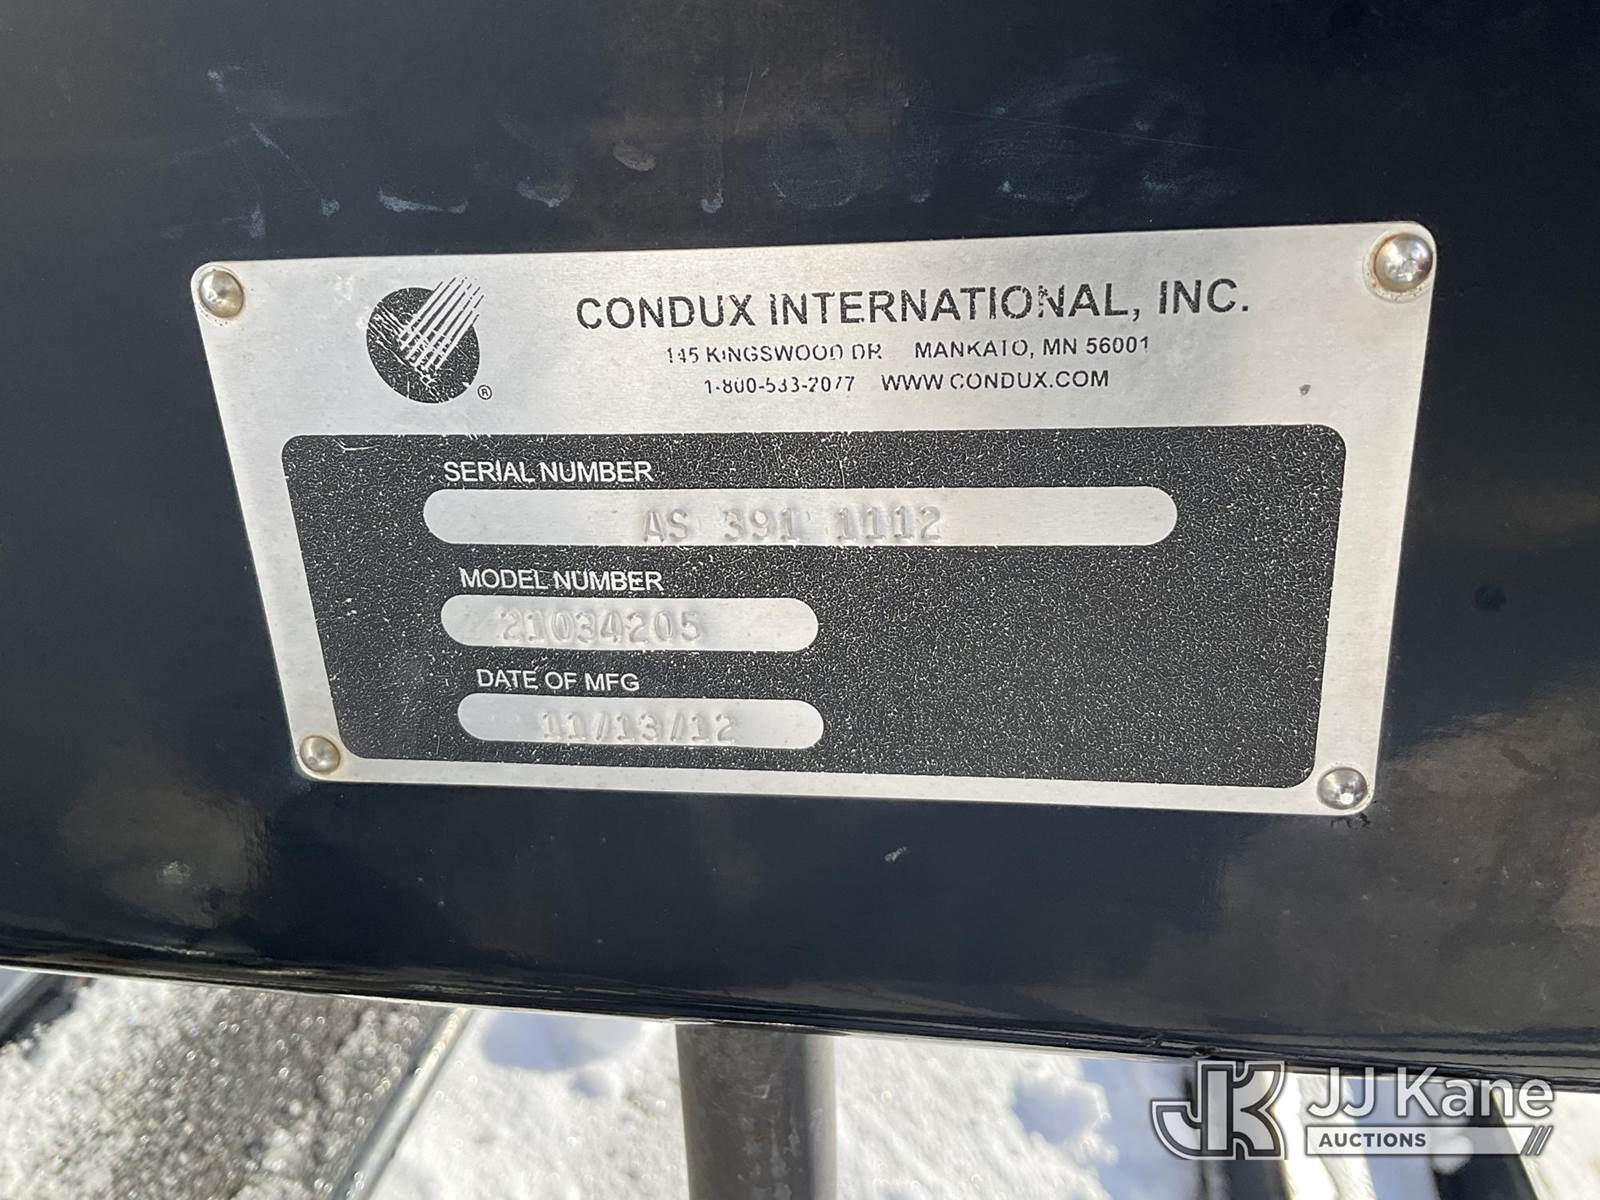 CONDUX INTERNATIONAL, INC.
145 KINGSWOOD DR MANKATO, MN 56001
1-800-533-2077 WWW.CONDUX.COM
®
SERIAL NUMBER
AS 391 1112
MODEL NUMBER
21034205
DATE OF MFG
11/13/12
JK JJ Kane
AUCTIONS